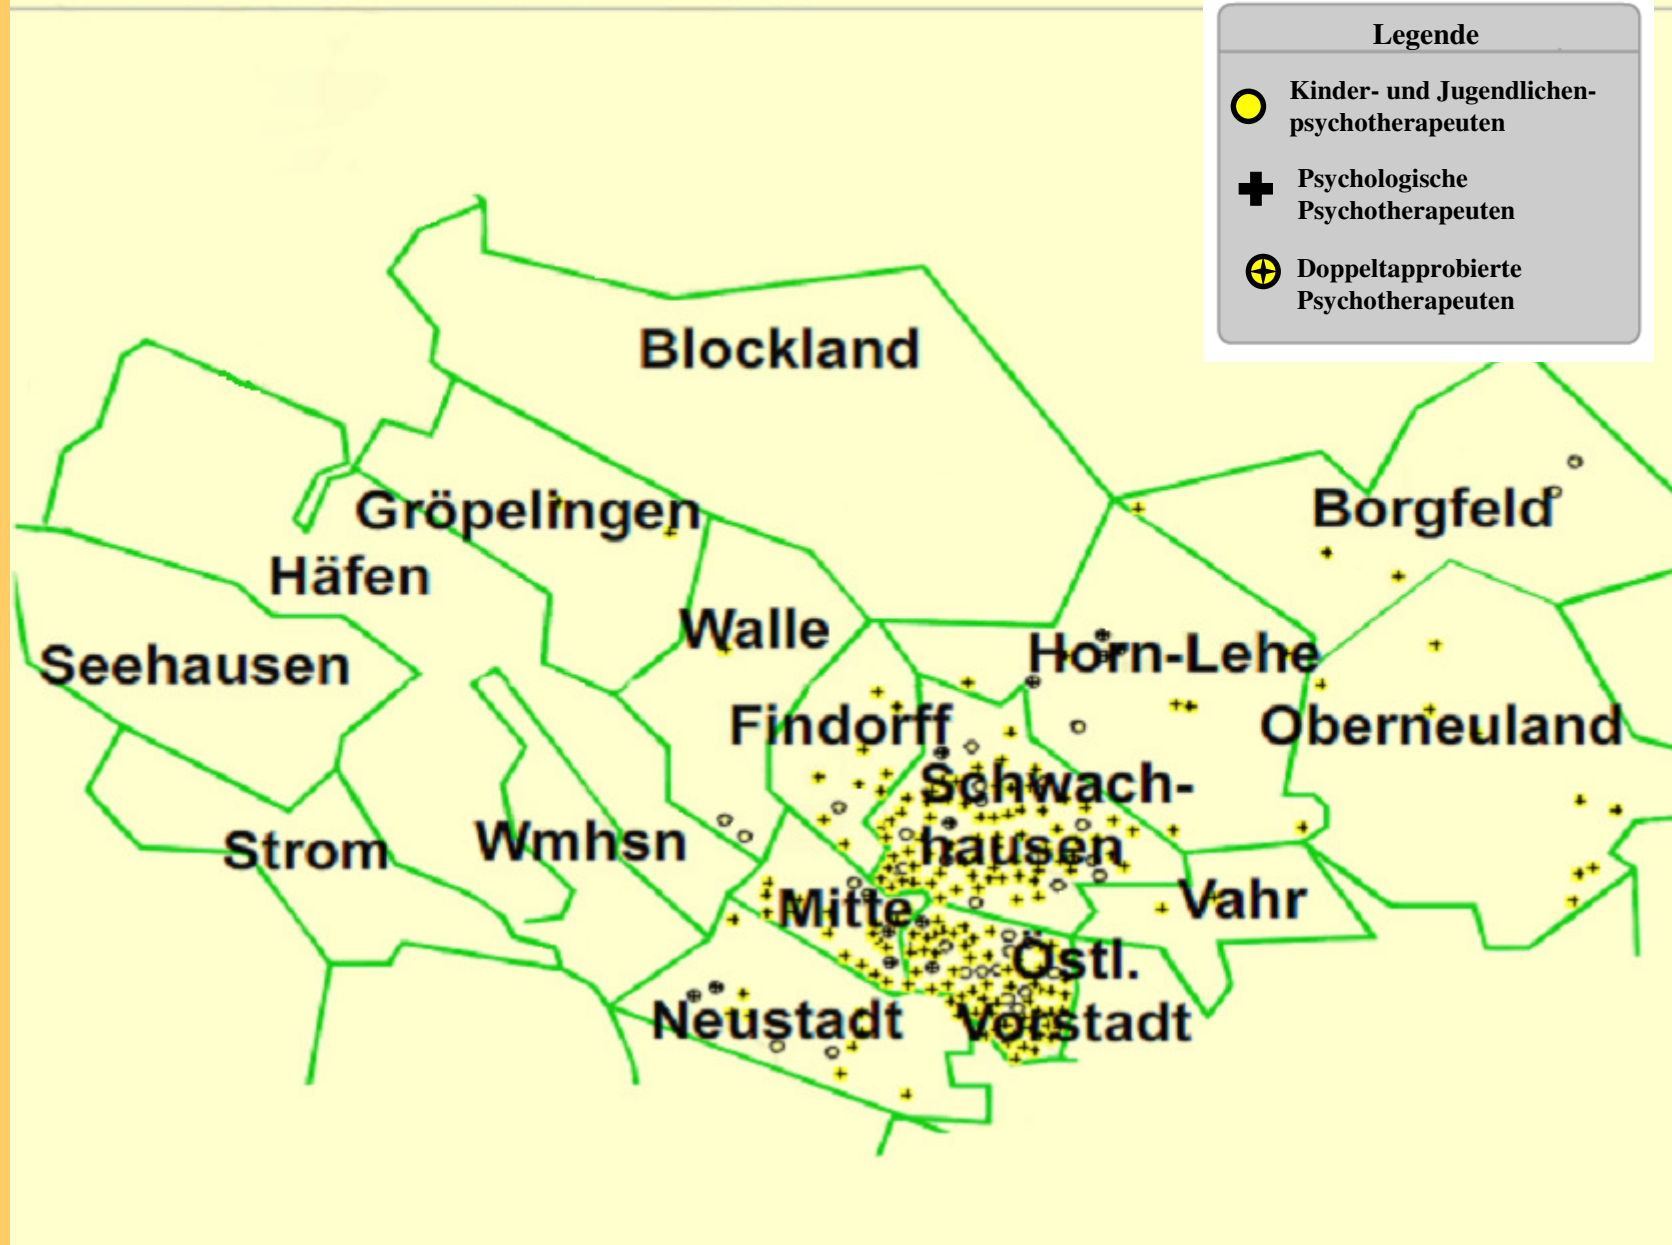 Legende
Kinder- und Jugendlichen-
psychotherapeuten
Psychologische
Psychotherapeuten
Doppeltapprobierte
Psychotherapeuten
Blockland
Gröpelingen
Borgfeld
Häfen
Walle
Horn-Lehe
Seehausen
Findorff
Oberneuland
Schwach-
hausen
Strom
Wmhsn
Mitte
Vahr
Östl.
Vorstadt
Neustadt